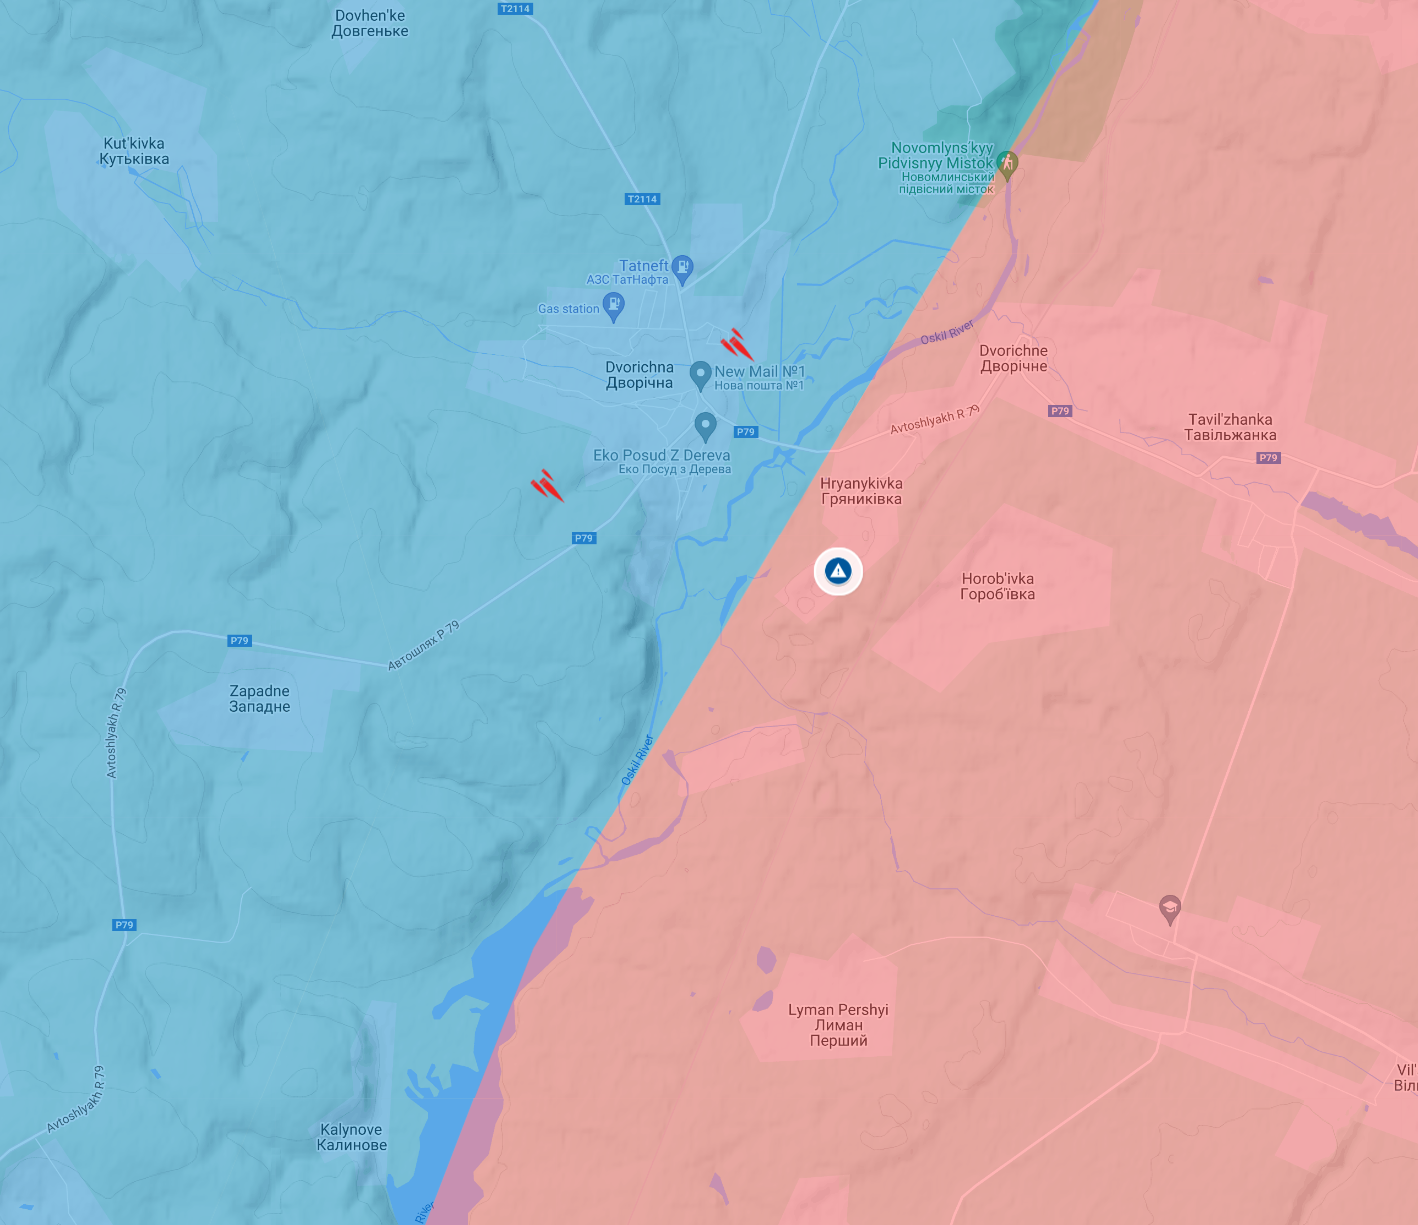 Dovhen'ke
Довгеньке
T2114
Kut'kivka
Кутьківка
Novomlyns'kyy
Pidvisnyy Mistok
Новомлинський
підвісний місток
T2114
Tatneft
АЗС ТатНафта
Gas station
Oskil River
Dvorichne
Дворічне
Dvorichna
Дворічна
New Mail №1
Нова пошта №1
P79
Avtoshlyakh R 79
Tavil'zhanka
Тавільжанка
P79
P79
Eko Posud Z Dereva
Еко Посуд з Дерева
Hryanykivka
Гряниківка
P79
Horob'ivka
Гороб'ївка
P79
Автошлях Р 79
Zapadne
Западне
Avtoshlyakh R 79
Oskil River
P79
Lyman Pershyi
Лиман
Перший
Vil'
Віл
Avtoshlyakh R 79
Kalynove
Калинове
River